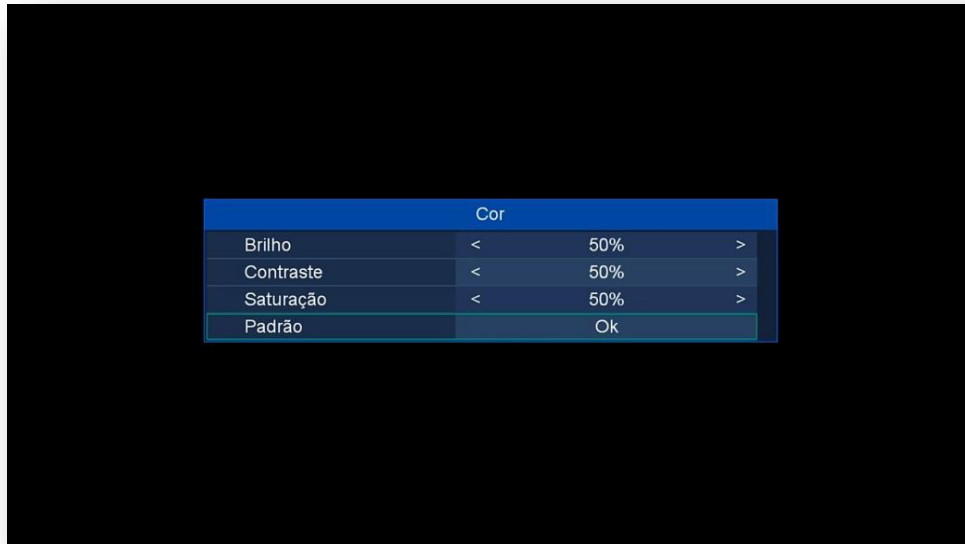 Cor
Brilho < 50% >
Contraste < 50% >
Saturação < 50% >
Padrão Ok